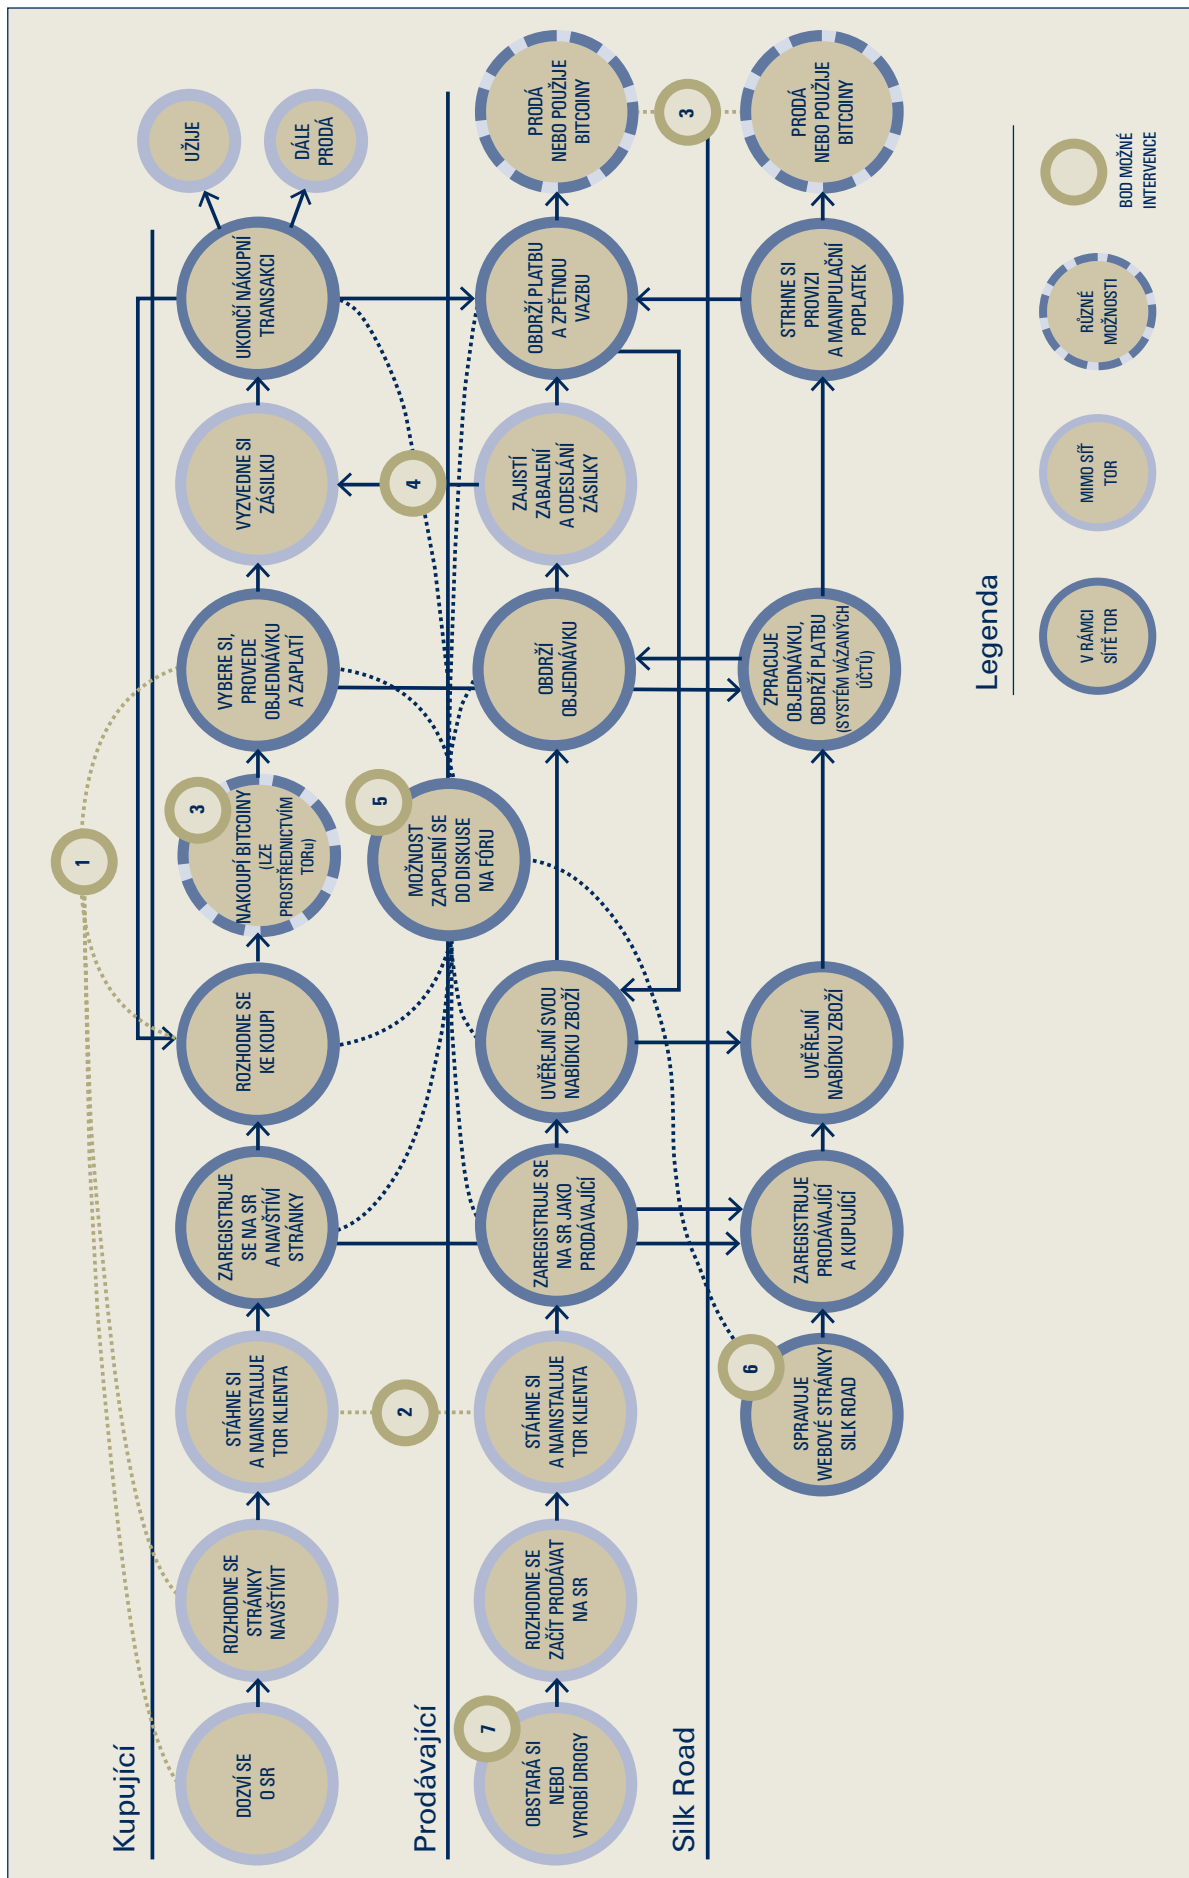 Kupující
DOZVÍ SE
O SR
ROZHODNE SE
STRÁNKY
NAVŠTÍVIT
STÁHNE SI
A NAINSTALUJE
TOR KLIENTA
ZAREGISTRUJE
SE NA SR
A NAVŠTÍVÍ
STRÁNKY
ROZHODNE SE
KE KOUPI
1
3
NAKOUPÍ BITCOINY
(LZE
PROSTŘEDNICTVÍM
TORu)
VYBERE SI,
PROVEDE
OBJEDNÁVKU
A ZAPLATÍ
VYZVEDNE SI
ZÁSILKU
UKONČÍ NÁKUPNÍ
TRANSAKCI
UŽIJE
DÁLE
PRODÁ
2
5
MOŽNOST
ZAPOJENÍ SE
DO DISKUSE
NA FÓRU
4
Prodávající
7
OBSTARÁ SI
NEBO
VYROBÍ DROGY
ROZHODNE SE
ZAČÍT PRODÁVAT
NA SR
STÁHNE SI
A NAINSTALUJE
TOR KLIENTA
ZAREGISTRUJE SE
NA SR JAKO
PRODÁVAJÍCÍ
UVĚŘEJNÍ SVOU
NABÍDKU ZBOŽÍ
OBDRŽÍ
OBJEDNÁVKU
ZAJISTÍ
ZABALENÍ
A ODESLÁNÍ
ZÁSILKY
OBDRŽÍ PLATBU
A ZPĚTNOU
VAZBU
PRODÁ
NEBO POUŽIJE
BITCOINY
3
Silk Road
6
SPRAVUJE
WEBOVÉ STRÁNKY
SILK ROAD
ZAREGISTRUJE
PRODÁVAJÍCÍ
A KUPUJÍCÍ
UVĚŘEJNÍ
NABÍDKU ZBOŽÍ
ZPRACUJE
OBJEDNÁVKU,
OBDRŽÍ PLATBU
(SYSTÉM VÁZANÝCH
ÚČTŮ)
STRHNE SI
PROVIZI
A MANIPULAČNÍ
POPLATEK
PRODÁ
NEBO POUŽIJE
BITCOINY
Legenda
V RÁMCI
SÍTĚ TOR
MIMO SÍŤ
TOR
RŮZNÉ
MOŽNOSTI
BOD MOŽNÉ
INTERVENCE